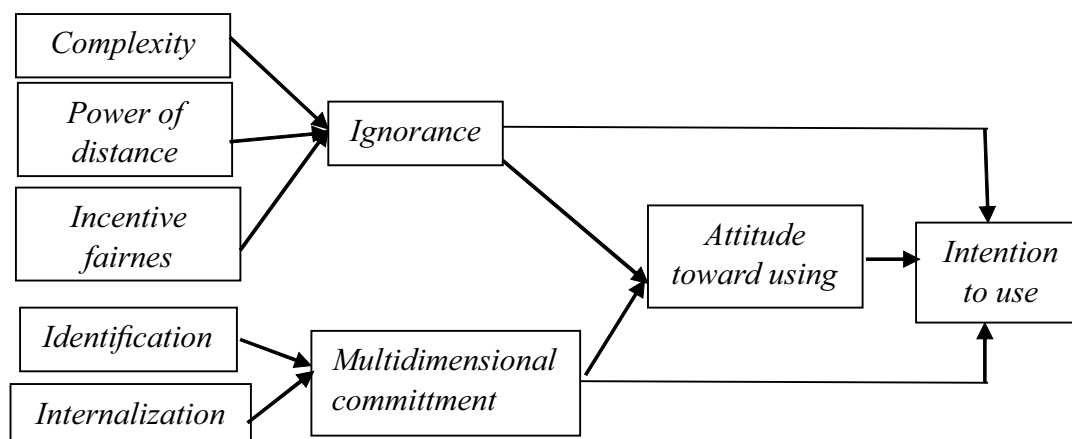 Complexity
Power of
distance
Incentive
fairnes
Identification
Internalization
Ignorance
Multidimensional
committment
Attitude
toward using
Intention
to use